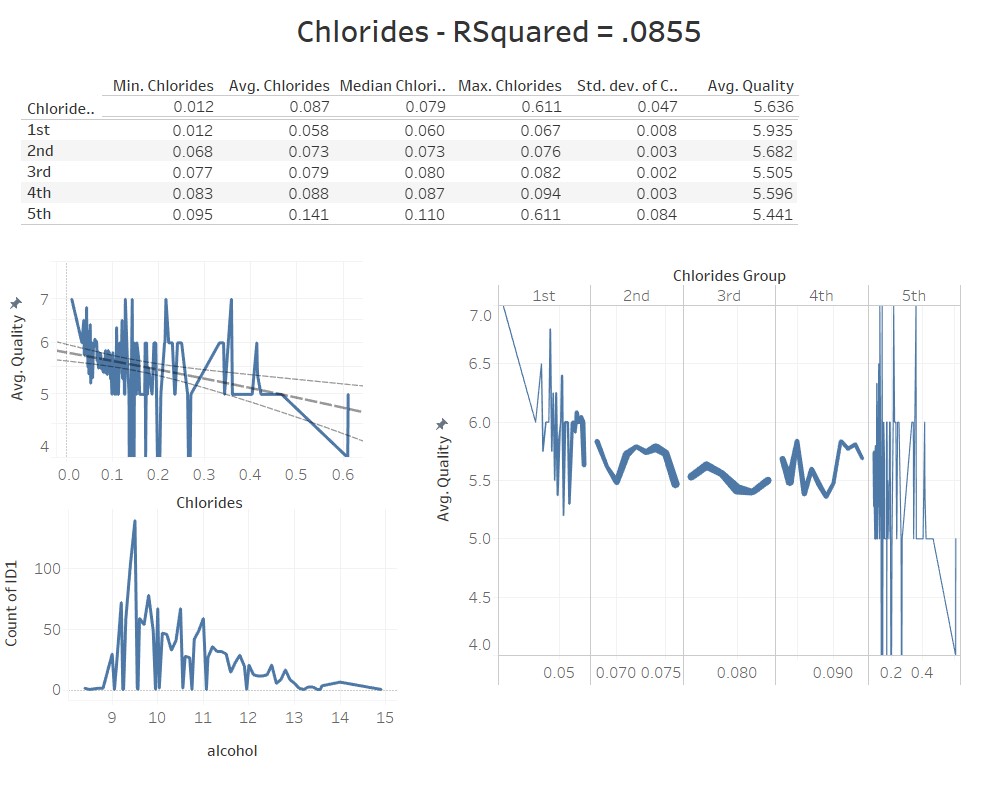 Chlorides - RSquared = .0855
Min. Chlorides Avg. Chlorides Median Chlori.. Max. Chlorides Std. dev. of C.. Avg. Quality
Chloride.. 0.012 0.087 0.079 0.611 0.047 5.636
1st 0.012 0.058 0.060 0.067 0.008 5.935
2nd 0.068 0.073 0.073 0.076 0.003 5.682
3rd 0.077 0.079 0.080 0.082 0.002 5.505
4th 0.083 0.088 0.087 0.094 0.003 5.596
5th 0.095 0.141 0.110 0.611 0.084 5.441
Avg. Quality
7
6
5
4
0.0 0.1 0.2 0.3 0.4 0.5 0.6
Chlorides
Count of ID1
100
50
0
9 10 11 12 13 14 15
alcohol
Chlorides Group
1st 2nd 3rd 4th 5th
Avg. Quality
7.0
6.5
6.0
5.5
5.0
4.5
4.0
0.05 0.070 0.075 0.080 0.090 0.2 0.4